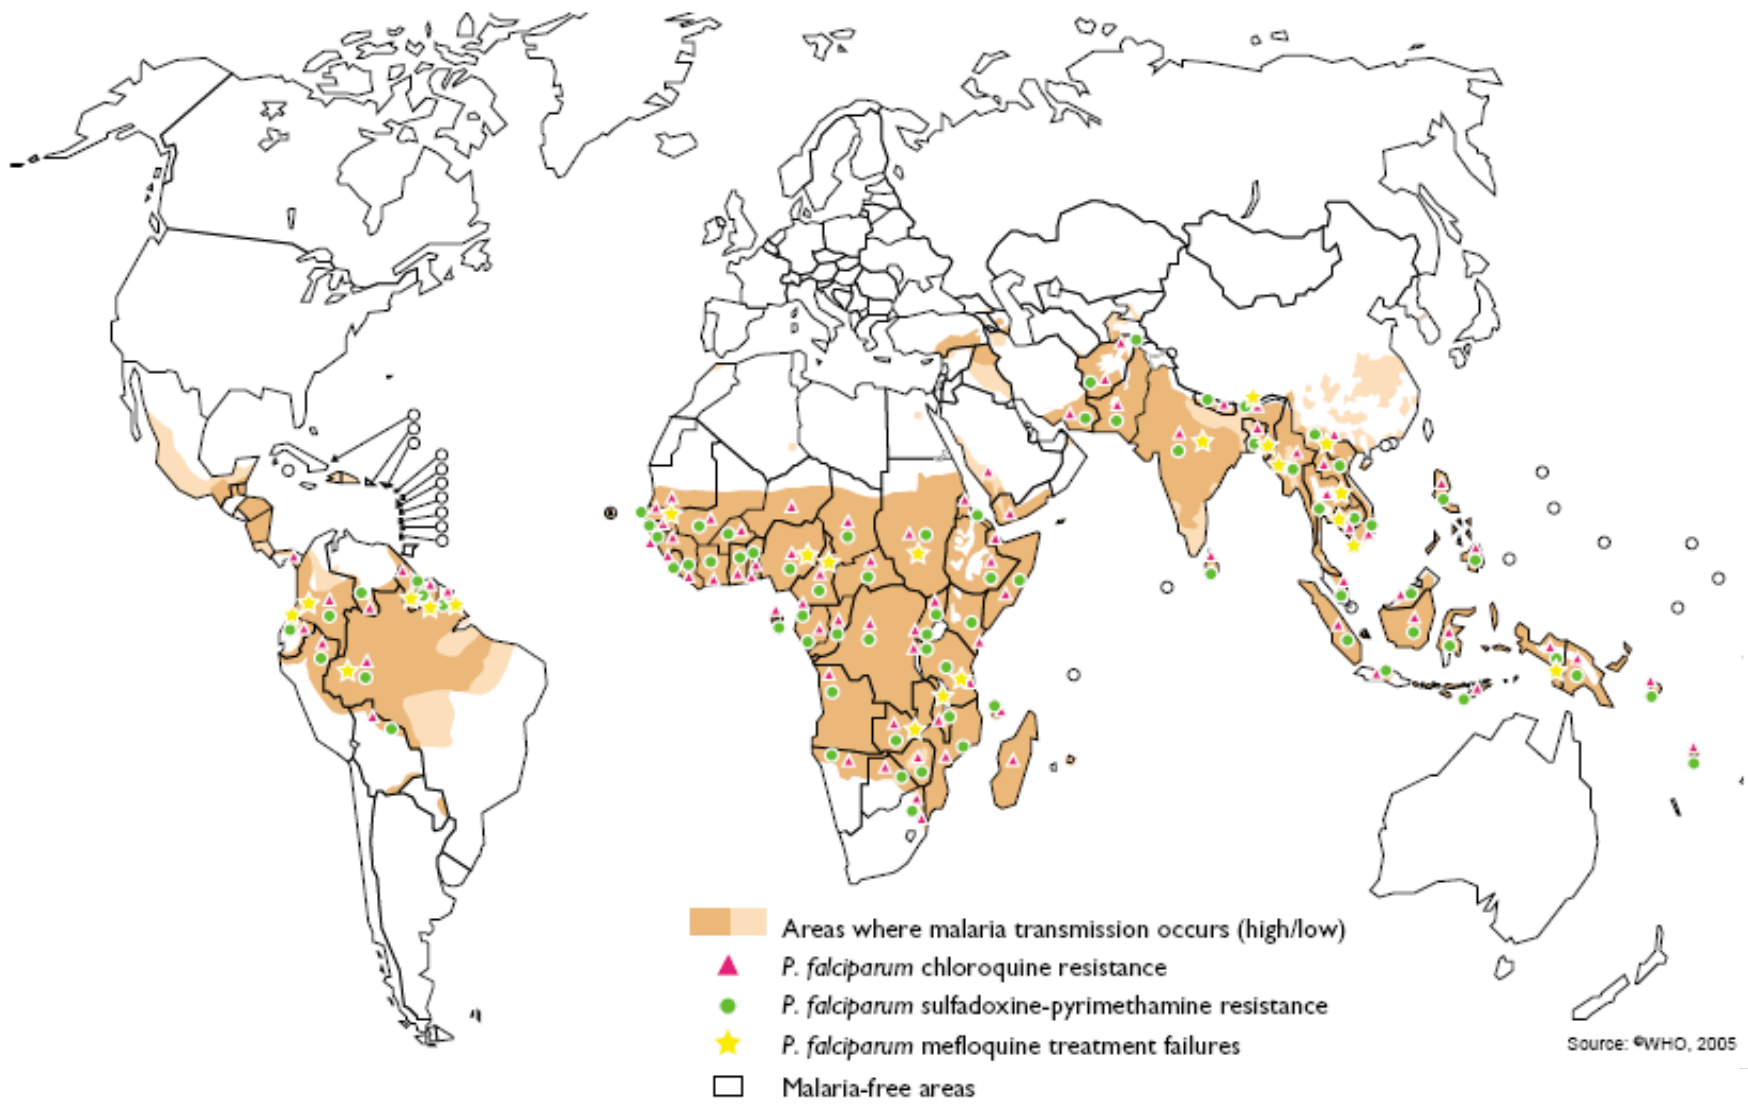 Areas where malaria transmission occurs (high/low)
P. falciparum chloroquine resistance
P. falciparum sulfadoxine-pyrimethamine resistance
P. falciparum mefloquine treatment failures
Malaria-free areas
Source: ©WHO, 2005